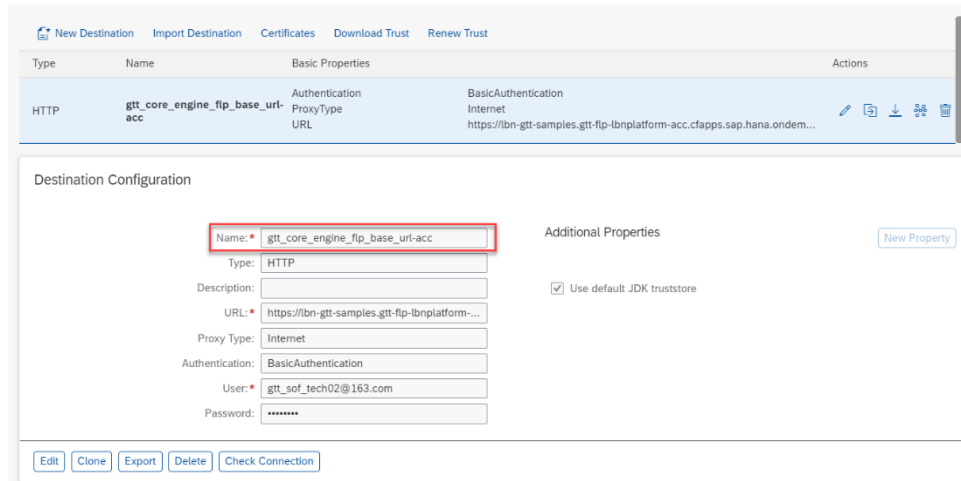 New Destination Import Destination Certificates Download Trust Renew Trust
Type Name Basic Properties Actions
HTTP
gtt_core_engine_flp_base_url-
acc
Authentication BasicAuthentication
ProxyType Internet
URL https://lbn-gtt-samples.gtt-flp-lbnplatform-acc.cfapps.sap.hana.ondem...
Destination Configuration
Name:* gtt_core_engine_flp_base_url-acc
Type: HTTP
Description:
URL:* https://lbn-gtt-samples.gtt-flp-lbnplatform-...
Proxy Type: Internet
Authentication: BasicAuthentication
User:* gtt_sof_tech02@163.com
Password: ••••••••
Additional Properties New Property
Use default JDK truststore
Edit Clone Export Delete Check Connection